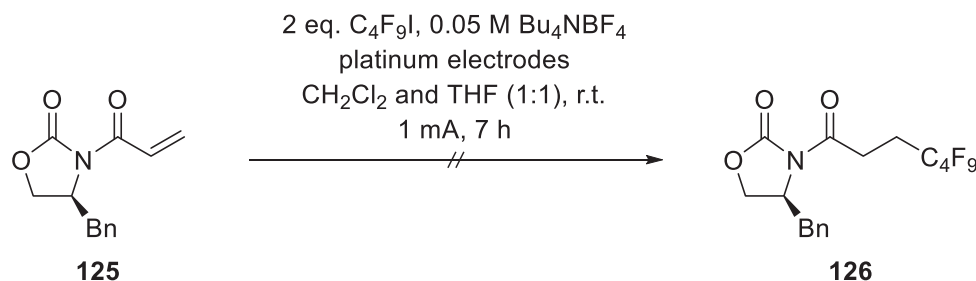 2 eq. C4F9I, 0.05 M Bu4NBF4
platinum electrodes
CH2Cl2 and THF (1:1), r.t.
1 mA, 7 h
O O
O N
Bn
125
O O
O N C4F9
Bn
126